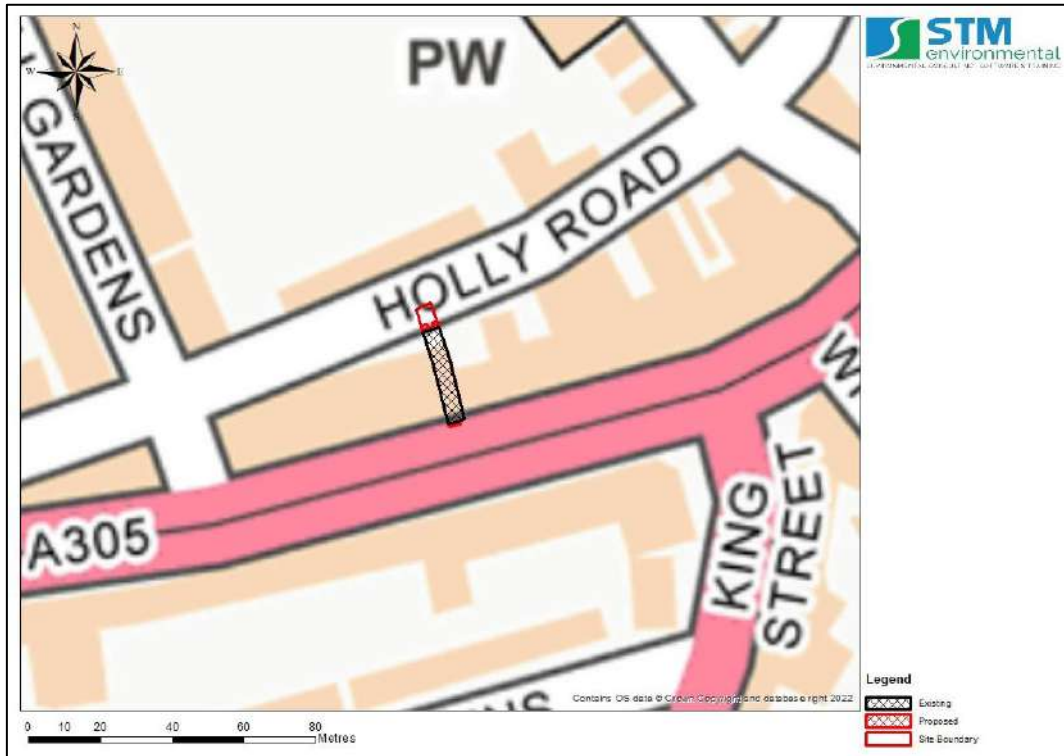 N
W
E
S
PW
STM
environmental
GARDENS
HOLLY ROAD
A305
KING
STREET
Contains OS data © Crown Copyright and database right 2022
Legend
Existing
Proposed
Site Boundary
0 10 20 40 60 80
Metres